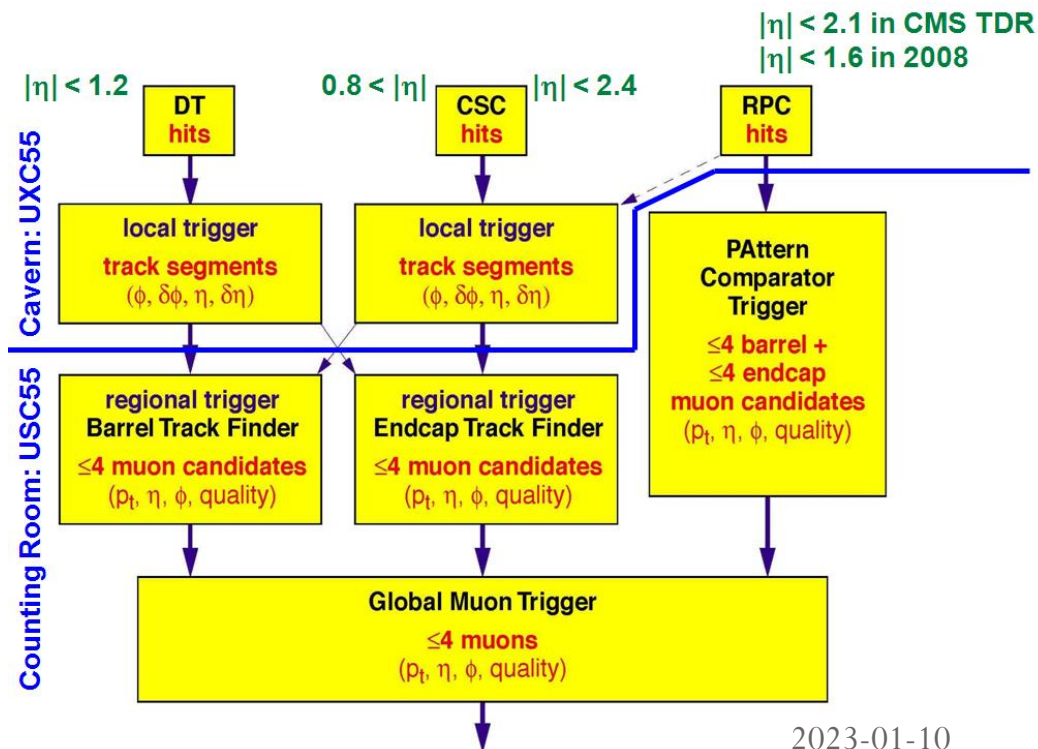 |η| < 2.1 in CMS TDR
|η| < 1.6 in 2008
|η| < 1.2
0.8 < |η|
|η| < 2.4
DT
hits
CSC
hits
RPC
hits
Cavern: UXC55
local trigger
track segments
(ϕ, δϕ, η, δη)
local trigger
track segments
(ϕ, δϕ, η, δη)
PAttern
Comparator
Trigger
≤4 barrel +
≤4 endcap
muon candidates
(pt, η, ϕ, quality)
Counting Room: USC55
regional trigger
Barrel Track Finder
≤4 muon candidates
(pt, η, ϕ, quality)
regional trigger
Endcap Track Finder
≤4 muon candidates
(pt, η, ϕ, quality)
Global Muon Trigger
≤4 muons
(pt, η, ϕ, quality)
2023-01-10